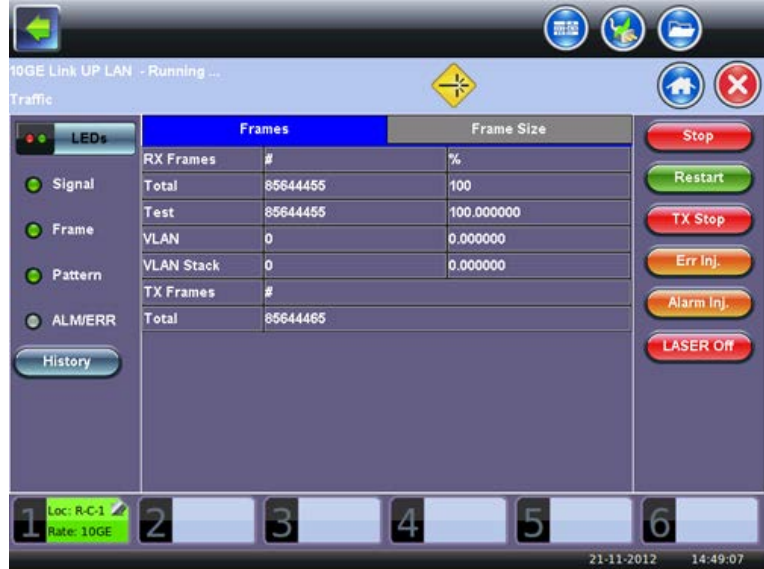 10GE Link UP LAN - Running ...
Traffic
LEDs
Signal
Frame
Pattern
ALM/ERR
History
Frames Frame Size
RX Frames # %
Total 85644455 100
Test 85644455 100.000000
VLAN 0 0.000000
VLAN Stack 0 0.000000
TX Frames #
Total 85644465
Stop
Restart
TX Stop
Err Inj.
Alarm Inj.
LASER Off
1 Loc: R-C-1
Rate: 10GE
2 3 4 5 6
21-11-2012 14:49:07